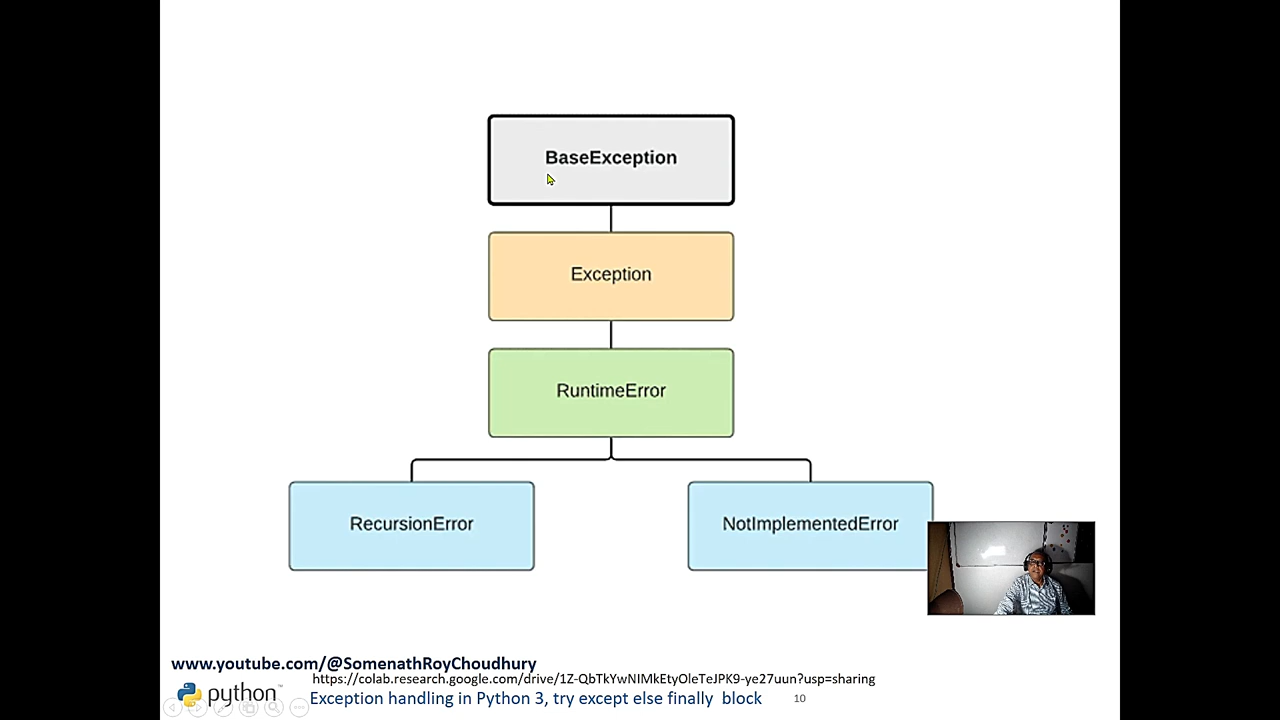 BaseException
Exception
RuntimeError
RecursionError
NotImplementedError
www.youtube.com/@SomenathRoyChoudhury
https://colab.research.google.com/drive/1Z-QbTkYwNIMkEtyOleTeJPK9-ye27uun?usp=sharing
python™
Exception handling in Python 3, try except else finally block
10